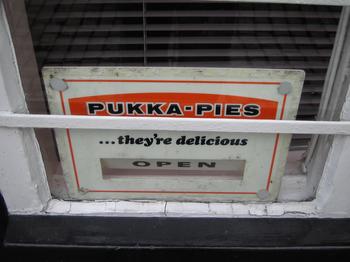 PUKKA-PIES
...they're delicious
OPEN